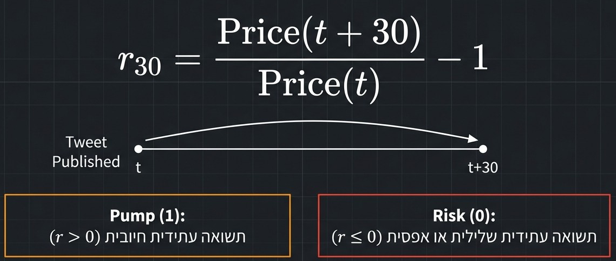 r₃₀ = Price(t + 30) / Price(t) − 1
Tweet
Published
t
t+30
Pump (1):
תשואה עתידית חיובית (r > 0)
Risk (0):
תשואה עתידית שלילית או אפסית (r ≤ 0)